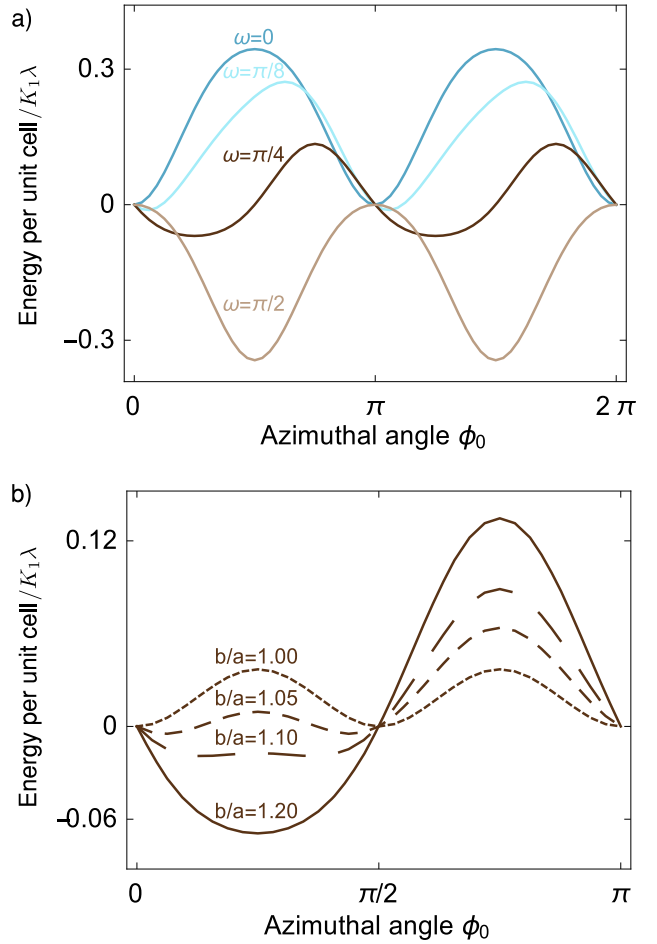 a)
Energy per unit cell/K₁λ
0.3
0
−0.3
ω=0
ω=π/8
ω=π/4
ω=π/2
0
π
2 π
Azimuthal angle ϕ₀
b)
Energy per unit cell/K₁λ
0.12
0
−0.06
b/a=1.00
b/a=1.05
b/a=1.10
b/a=1.20
0
π/2
π
Azimuthal angle ϕ₀